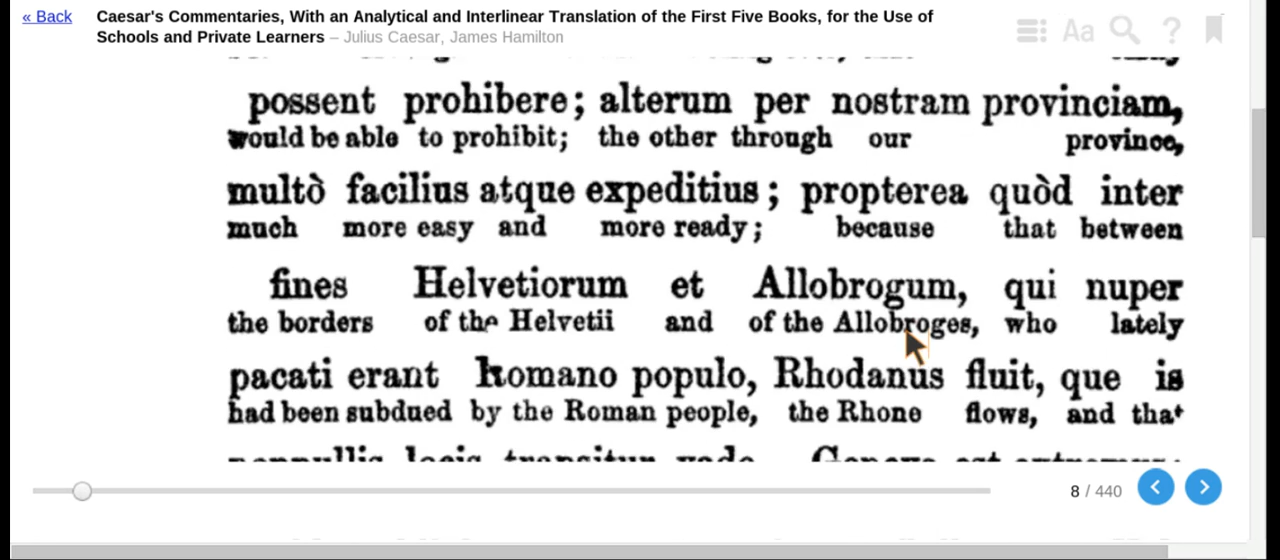 « Back
Caesar's Commentaries, With an Analytical and Interlinear Translation of the First Five Books, for the Use of
Schools and Private Learners – Julius Caesar, James Hamilton
Aa
?
possent prohibere; alterum per nostram provinciam,
would be able to prohibit; the other through our province,
multò facilius atque expeditius; propterea quòd inter
much more easy and more ready; because that between
fines Helvetiorum et Allobrogum, qui nuper
the borders of the Helvetii and of the Allobroges, who lately
pacati erant Romano populo, Rhodanus fluit, que is
had been subdued by the Roman people, the Rhone flows, and that
8 / 440